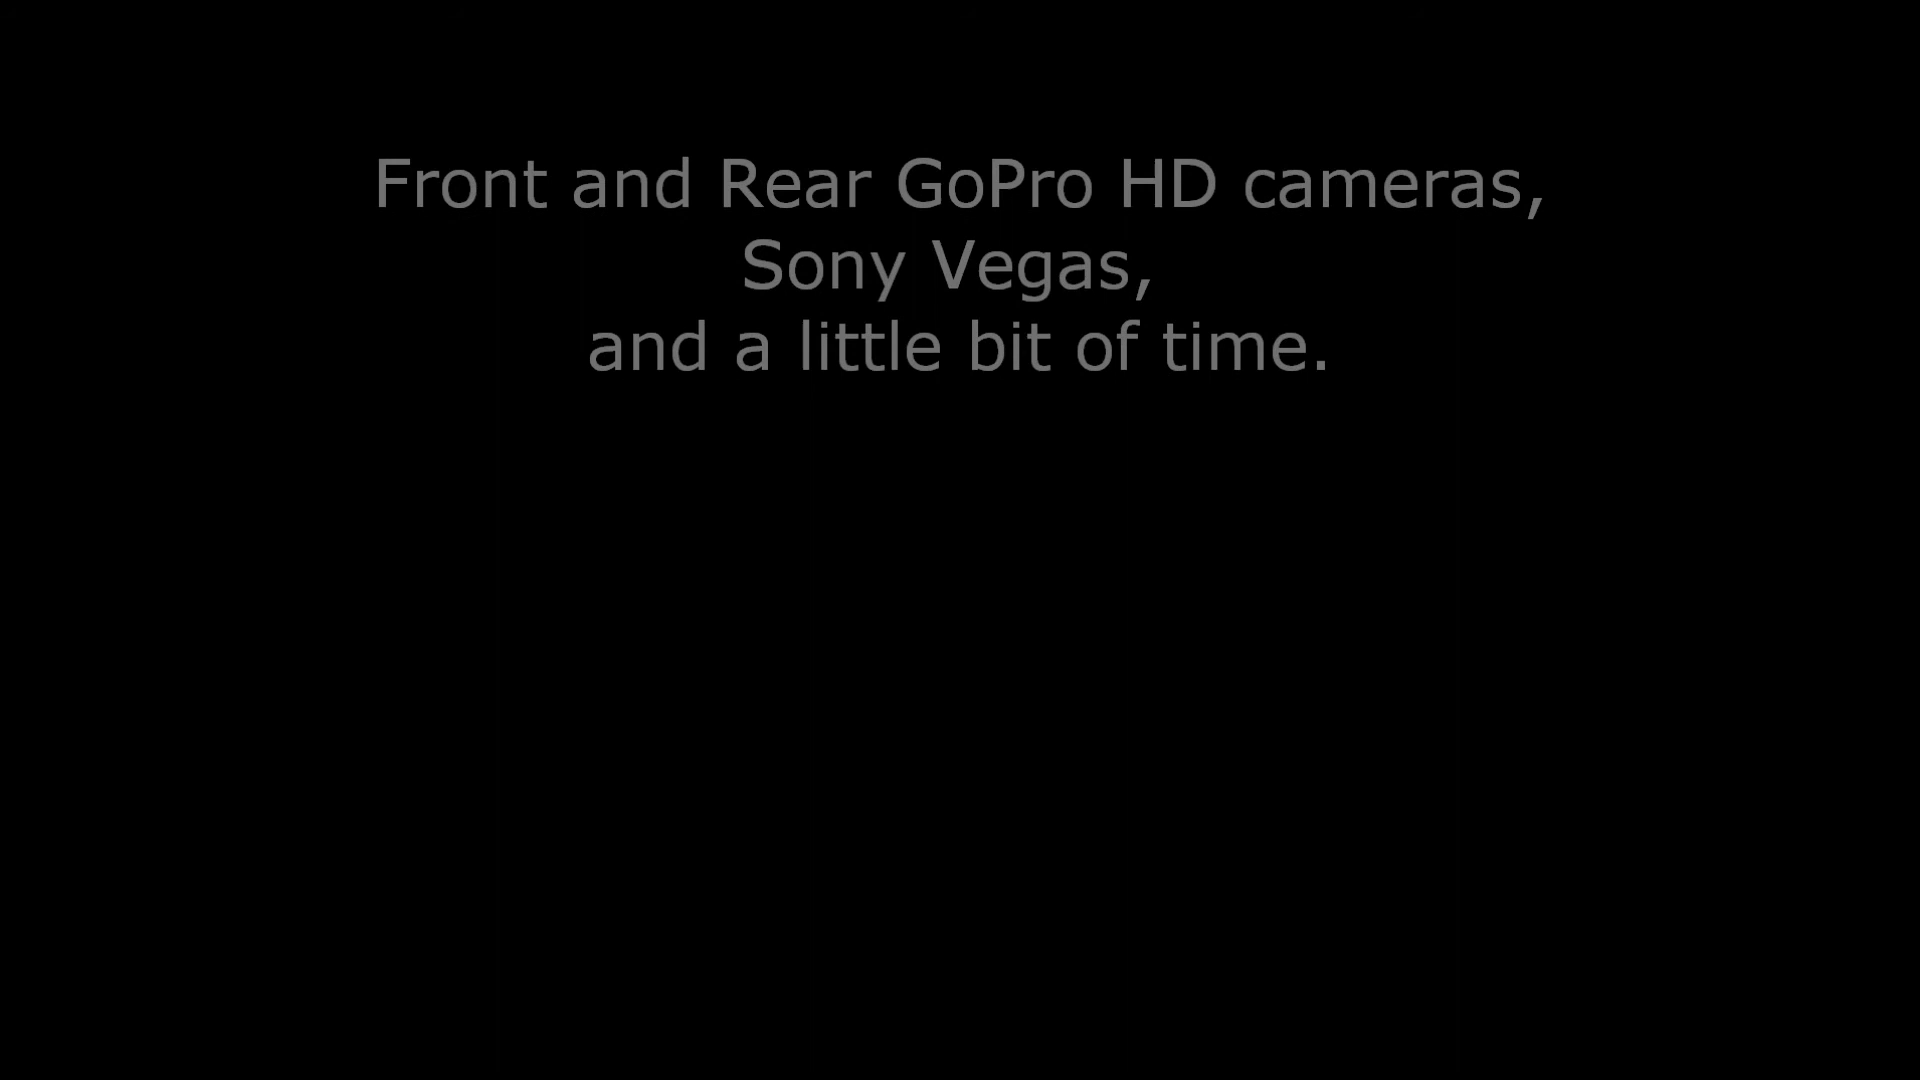 Front and Rear GoPro HD cameras,
Sony Vegas,
and a little bit of time.